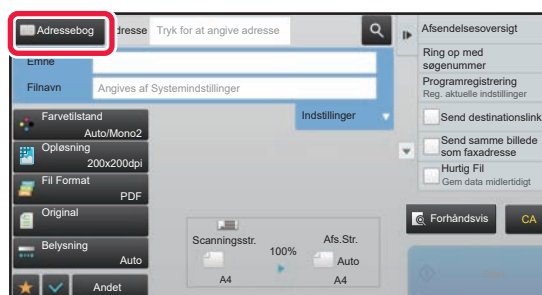 Adressebog
dresse
Tryk for at angive adresse
Emne
Filnavn
Angives af Systemindstillinger
Indstillinger
Farvetilstand
Auto/Mono2
Opløsning
200x200dpi
Fil Format
PDF
Original
Belysning
Auto
Andet
Scanningsstr.
A4
100%
Afs.Str.
Auto
A4
Afsendelsesoversigt
Ring op med
søgenummer
Programregistrering
Reg. aktuelle indstillinger
Send destinationslink
Send samme billede
som faxadresse
Hurtig Fil
Gem data midlertidigt
Forhåndsvis
CA